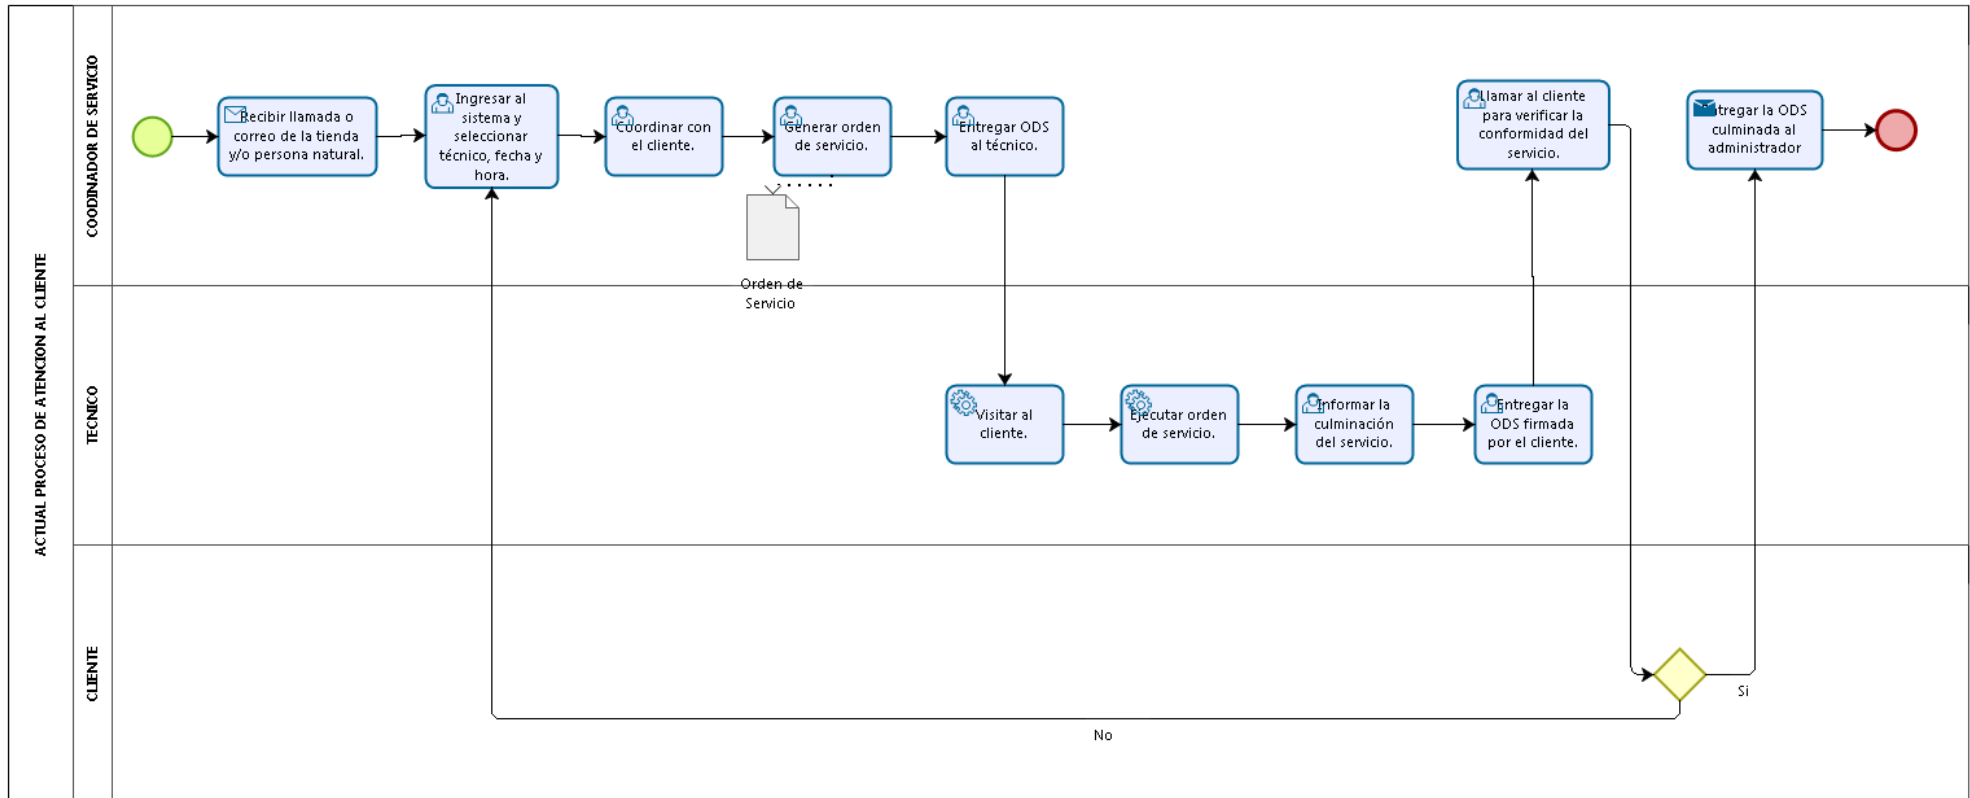 ACTUAL PROCESO DE ATENCION AL CLIENTE
COODINADOR DE SERVICIO
Recibir llamada o
correo de la tienda
y/o persona natural.
Ingresar al
sistema y
seleccionar
técnico, fecha y
hora.
Coordinar con
el cliente.
Generar orden
de servicio.
Entregar ODS
al técnico.
Llamar al cliente
para verificar la
conformidad del
servicio.
tregar la ODS
culminada al
administrador
Orden de
Servicio
TECNICO
Visitar al
cliente.
Ejecutar orden
de servicio.
Informar la
culminación
del servicio.
Entregar la
ODS firmada
por el cliente.
CLIENTE
Si
No